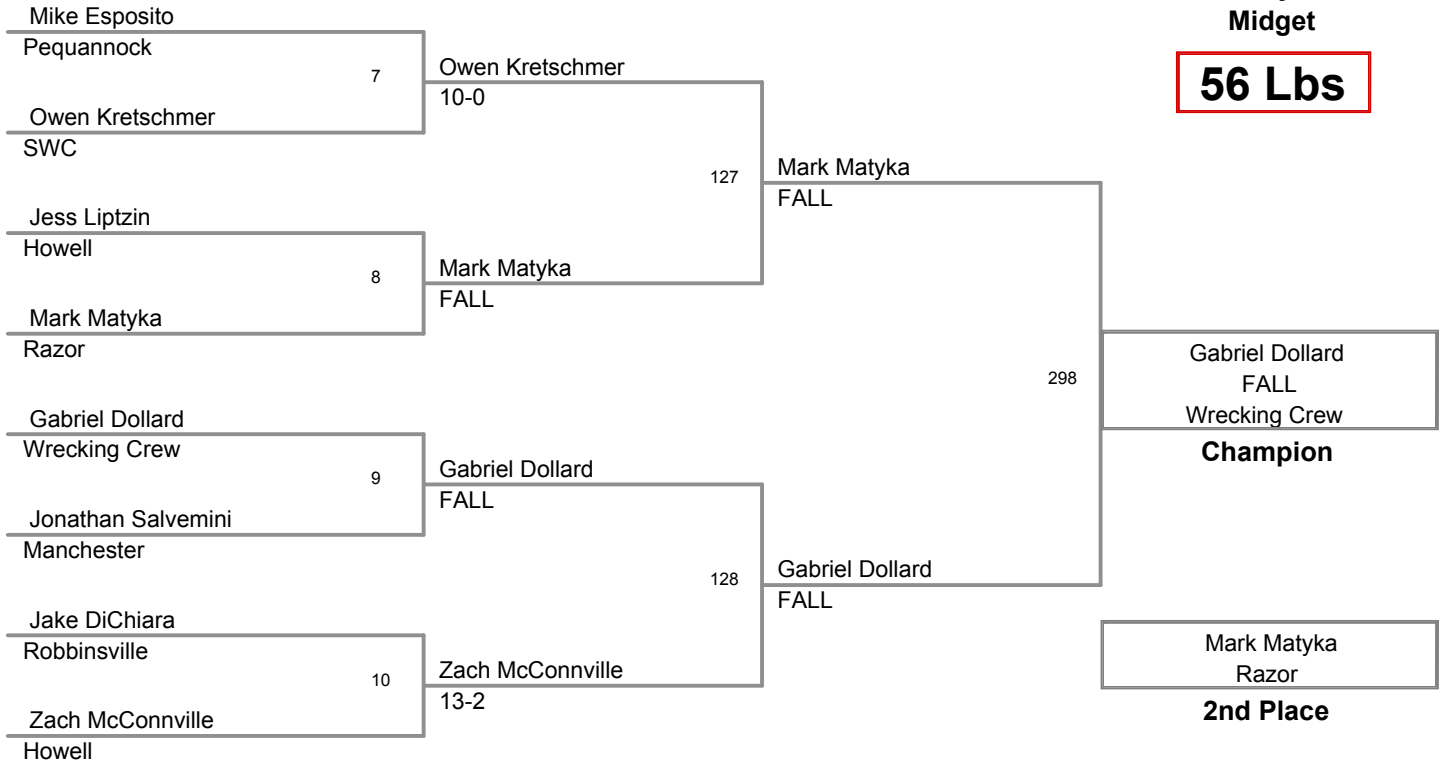 Midget
56 Lbs
Mike Esposito
Pequannock
7
Owen Kretschmer
SWC
Owen Kretschmer
10-0
Jess Liptzin
Howell
8
Mark Matyka
Razor
Mark Matyka
FALL
127
Mark Matyka
FALL
Gabriel Dollard
Wrecking Crew
9
Jonathan Salvemini
Manchester
Gabriel Dollard
FALL
Jake DiChiara
Robbinsville
10
Zach McConnville
Howell
Zach McConnville
13-2
128
Gabriel Dollard
FALL
298
Gabriel Dollard
FALL
Wrecking Crew
Champion
Mark Matyka
Razor
2nd Place